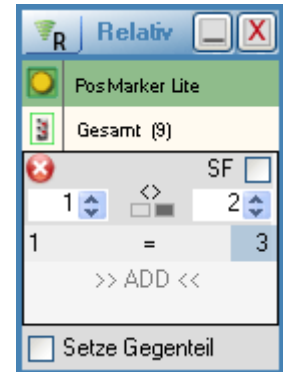 R Relativ
PosMarker Lite
Gesamt (9)
SF
1 <> 2
1 = 3
>> ADD <<
Setze Gegenteil